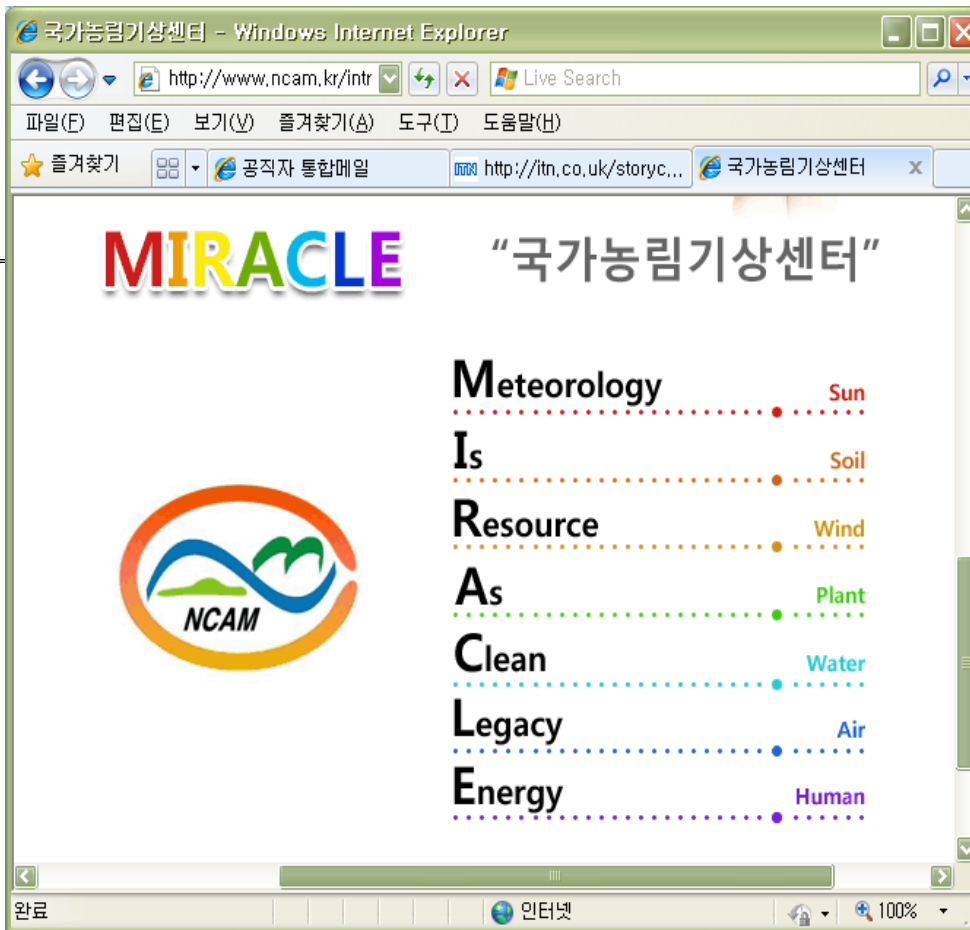 국가농림기상센터 - Windows Internet Explorer
http://www.ncam.kr/intr Live Search
파일(F) 편집(E) 보기(V) 즐겨찾기(A) 도구(T) 도움말(H)
즐겨찾기 공직자 통합메일 http://itn.co.uk/storyc... 국가농림기상센터
MIRACLE “국가농림기상센터”
Meteorology Sun
Is Soil
Resource Wind
As Plant
Clean Water
Legacy Air
Energy Human
NCAM
완료 인터넷 100%